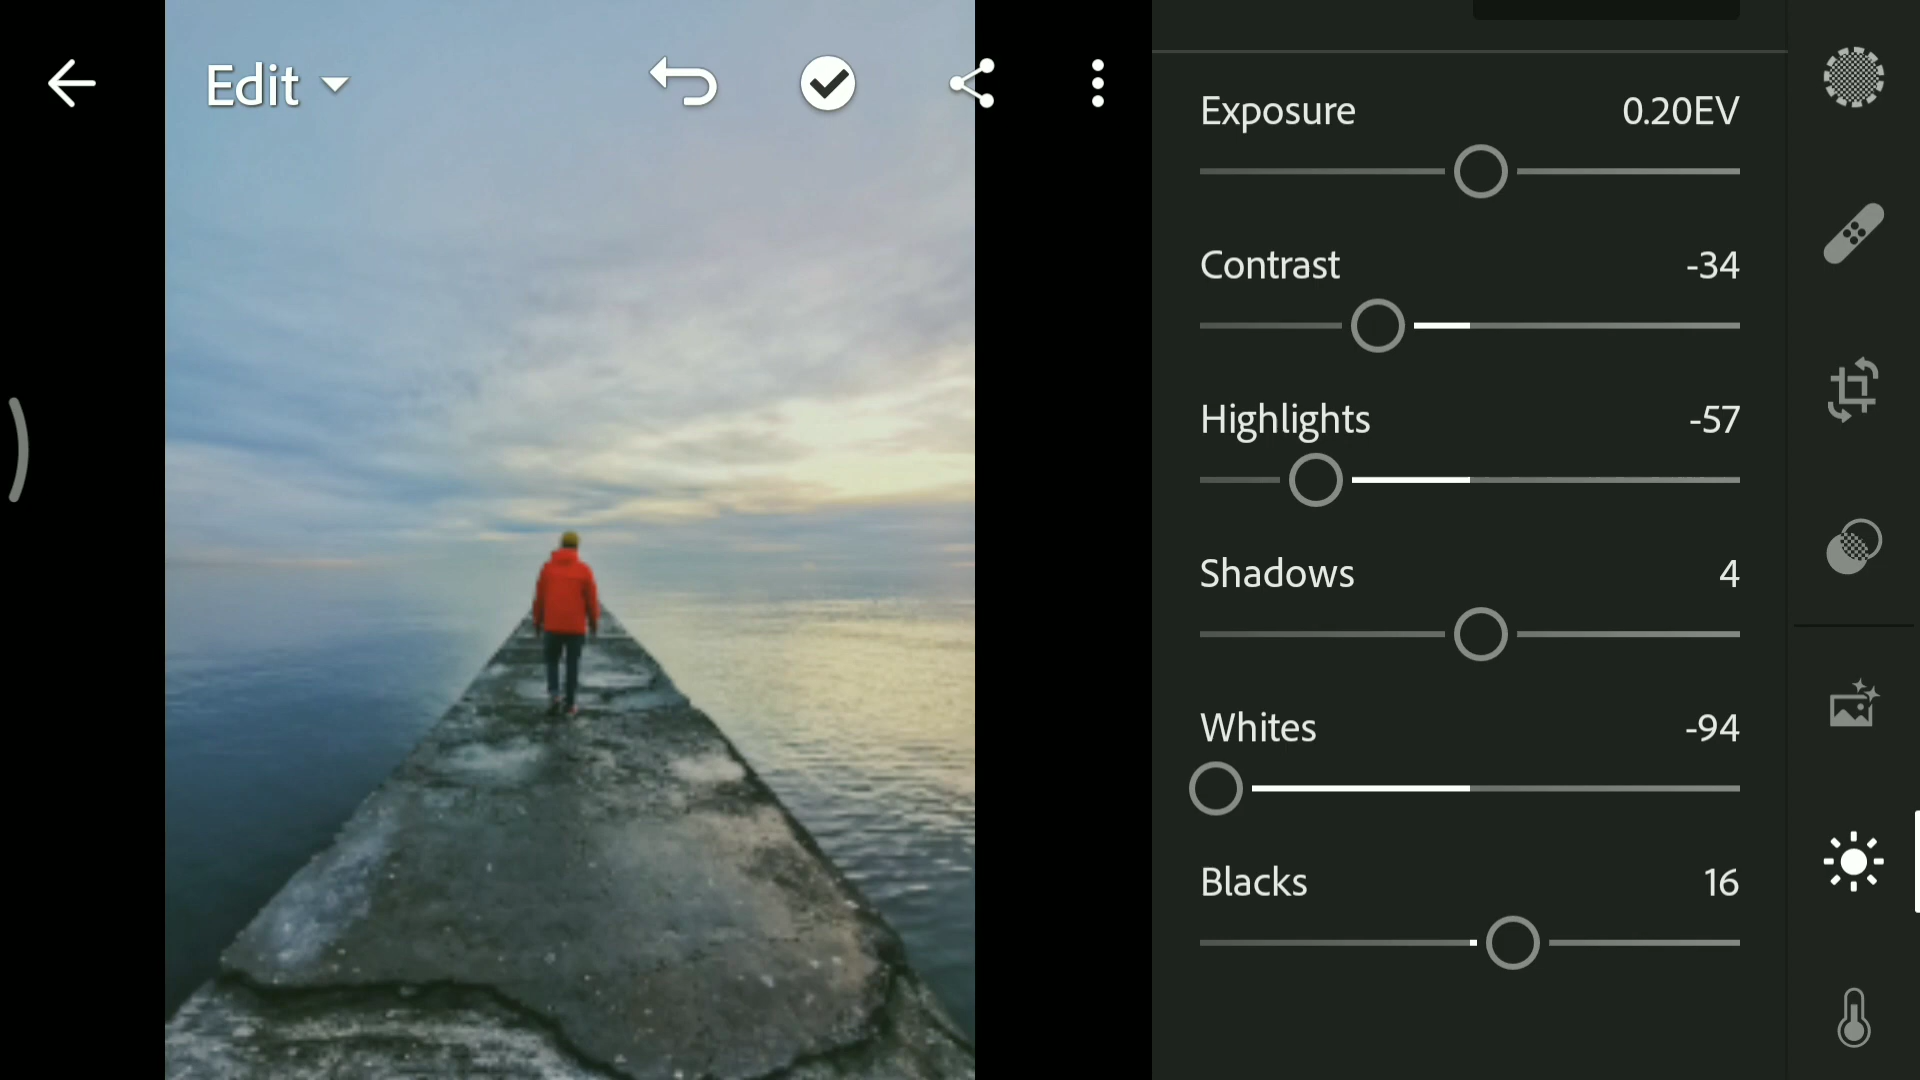 Edit
Exposure 0.20EV
Contrast -34
Highlights -57
Shadows 4
Whites -94
Blacks 16